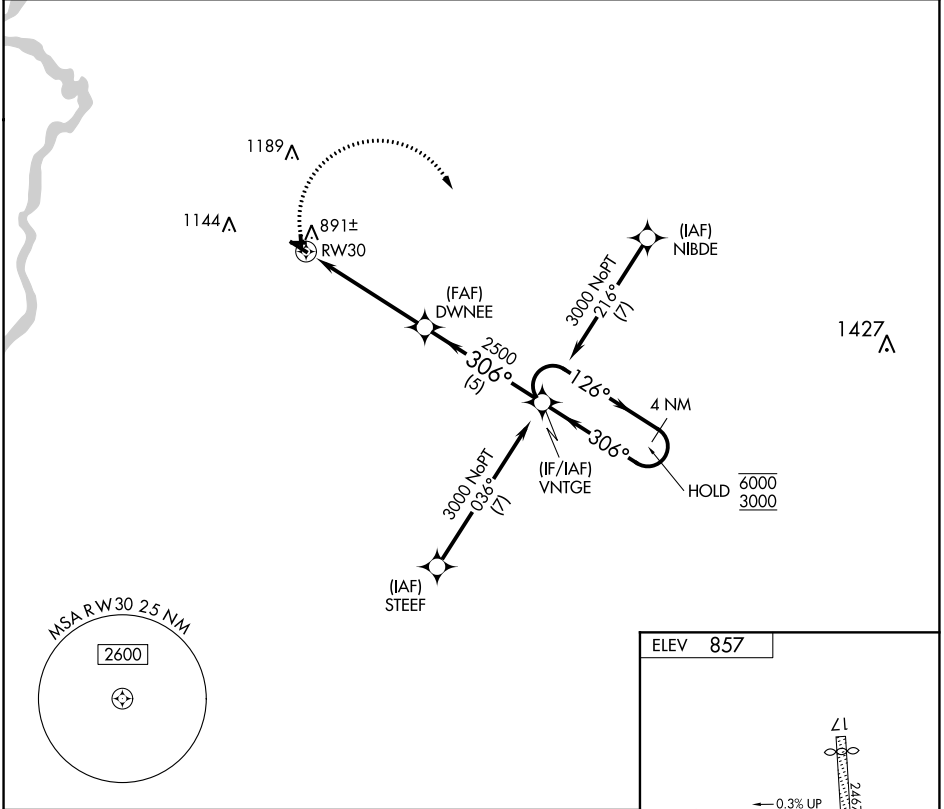 1189
1144
891±
RW30
(IAF)
NIBDE
3000 NoPT
216°
(7)
(FAF)
DWNEE
1427
2500
306°
(5)
126°
4 NM
306°
(IF/IAF)
VNTGE
HOLD 6000
3000
3000 NoPT
036°
(7)
(IAF)
STEEF
MSA RW30 25 NM
2600
ELEV 857
17
0.3% UP